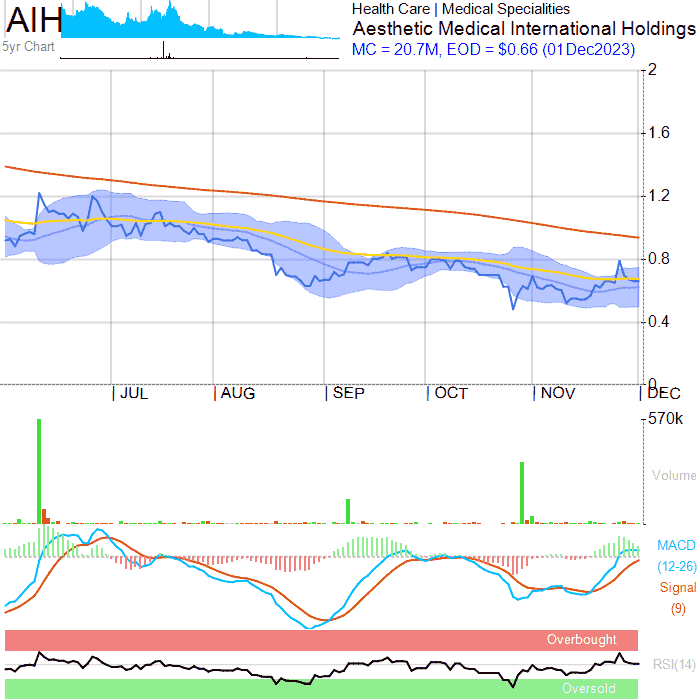 AIH
5yr Chart
Health Care | Medical Specialities
Aesthetic Medical International Holdings
MC = 20.7M, EOD = $0.66 (01Dec2023)
2
1.6
1.2
0.8
0.4
0
JUL
AUG
SEP
OCT
NOV
DEC
570k
Volume
MACD
(12-26)
Signal
(9)
Overbought
RSI(14)
Oversold